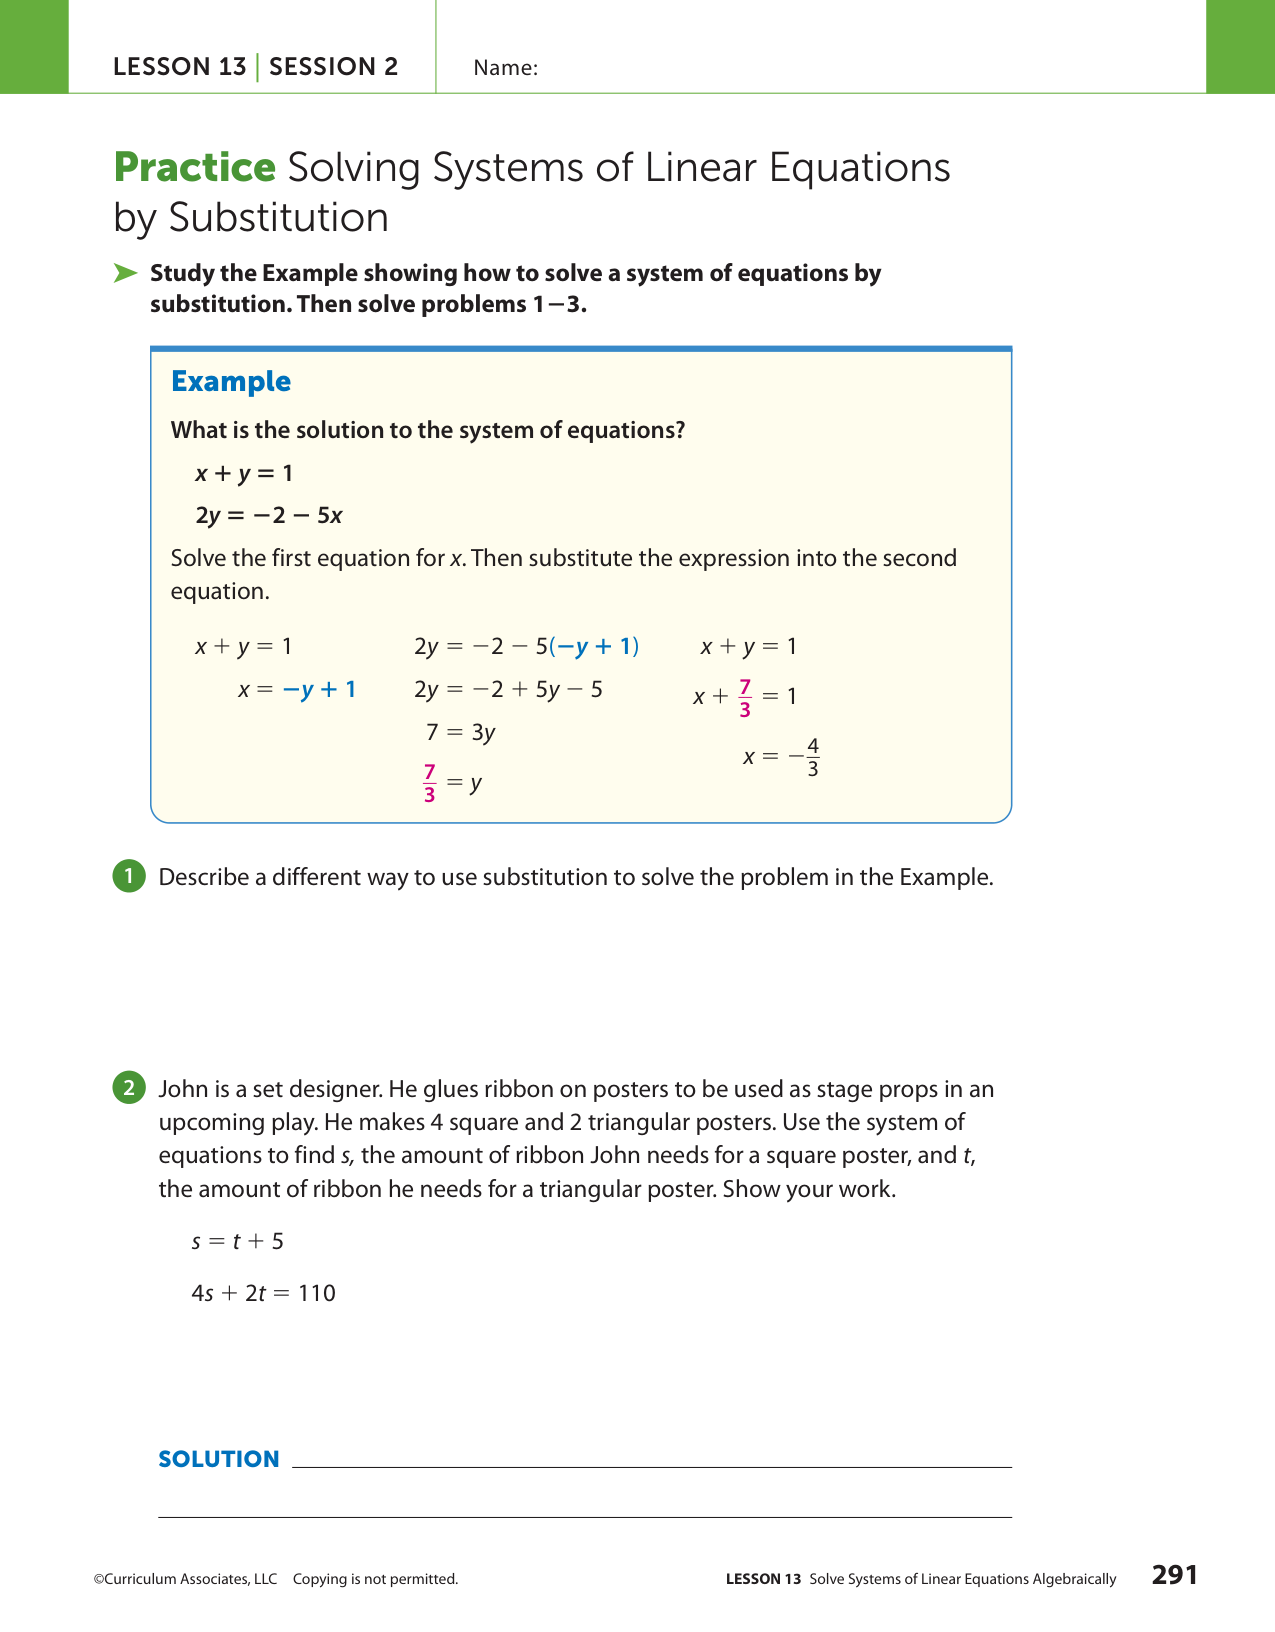 LESSON 13 | SESSION 2
Name:
Practice Solving Systems of Linear Equations
by Substitution
➤ Study the Example showing how to solve a system of equations by
substitution. Then solve problems 1–3.
Example
What is the solution to the system of equations?
x + y = 1
2y = −2 − 5x
Solve the first equation for x. Then substitute the expression into the second
equation.
x + y = 1
x = −y + 1
2y = −2 − 5(−y + 1)
2y = −2 + 5y − 5
7 = 3y
7/3 = y
x + y = 1
x + 7/3 = 1
x = −4/3
1 Describe a different way to use substitution to solve the problem in the Example.
2 John is a set designer. He glues ribbon on posters to be used as stage props in an
upcoming play. He makes 4 square and 2 triangular posters. Use the system of
equations to find s, the amount of ribbon John needs for a square poster, and t,
the amount of ribbon he needs for a triangular poster. Show your work.
s = t + 5
4s + 2t = 110
SOLUTION
©Curriculum Associates, LLC Copying is not permitted.
LESSON 13 Solve Systems of Linear Equations Algebraically 291